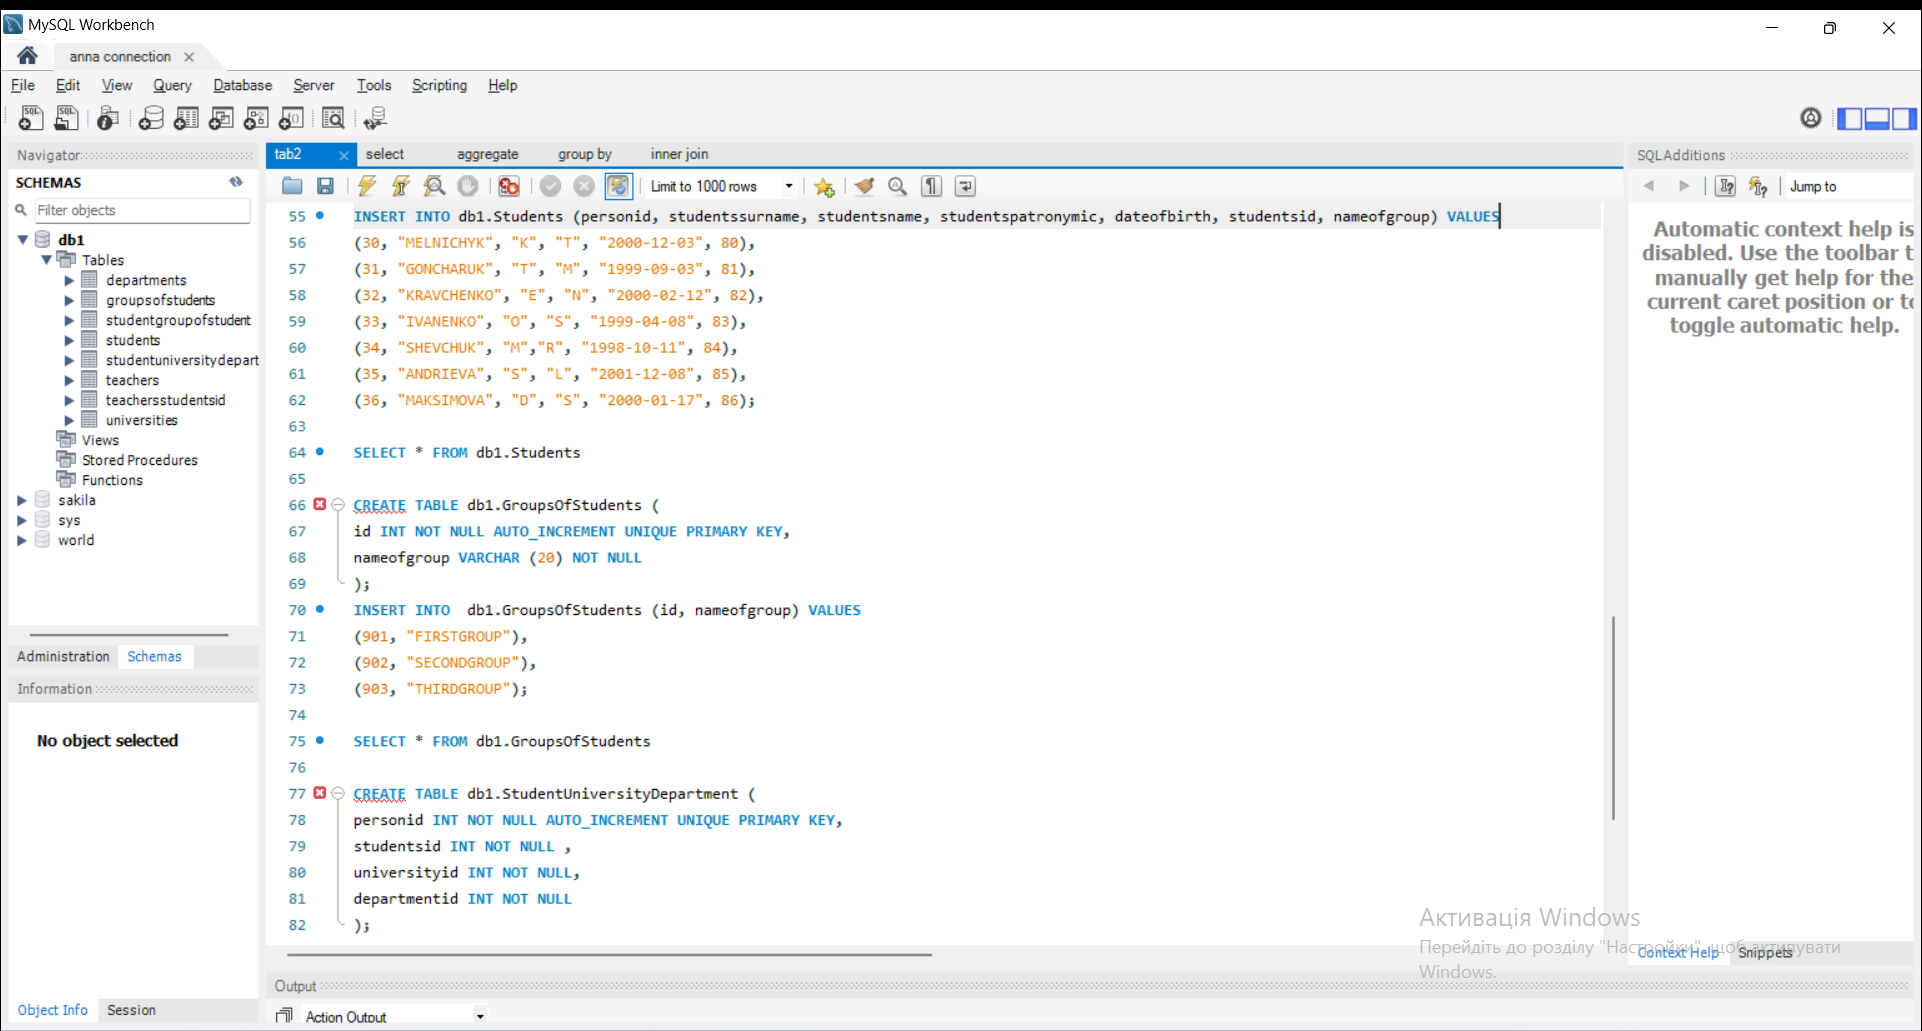 MySQL Workbench
anna connection
File Edit View Query Database Server Tools Scripting Help
Navigator
SCHEMAS
Filter objects
db1
Tables
departments
groupsofstudents
studentgroupofstudent
students
studentuniversitydepart
teachers
teachersstudentsid
universities
Views
Stored Procedures
Functions
sakila
sys
world
Administration Schemas
Information
No object selected
Object Info Session
tab2 select aggregate group by inner join
Limit to 1000 rows
55 INSERT INTO db1.Students (personid, studentssurname, studentsname, studentspatronymic, dateofbirth, studentsid, nameofgroup) VALUES
56 (30, "MELNICHYK", "K", "T", "2000-12-03", 80),
57 (31, "GONCHARUK", "T", "M", "1999-09-03", 81),
58 (32, "KRAVCHENKO", "E", "N", "2000-02-12", 82),
59 (33, "IVANENKO", "O", "S", "1999-04-08", 83),
60 (34, "SHEVCHUK", "M","R", "1998-10-11", 84),
61 (35, "ANDRIEVA", "S", "L", "2001-12-08", 85),
62 (36, "MAKSIMOVA", "D", "S", "2000-01-17", 86);
63
64 SELECT * FROM db1.Students
65
66 CREATE TABLE db1.GroupsOfStudents (
67 id INT NOT NULL AUTO_INCREMENT UNIQUE PRIMARY KEY,
68 nameofgroup VARCHAR (20) NOT NULL
69 );
70 INSERT INTO  db1.GroupsOfStudents (id, nameofgroup) VALUES
71 (901, "FIRSTGROUP"),
72 (902, "SECONDGROUP"),
73 (903, "THIRDGROUP");
74
75 SELECT * FROM db1.GroupsOfStudents
76
77 CREATE TABLE db1.StudentUniversityDepartment (
78 personid INT NOT NULL AUTO_INCREMENT UNIQUE PRIMARY KEY,
79 studentsid INT NOT NULL ,
80 universityid INT NOT NULL,
81 departmentid INT NOT NULL
82 );
Output
Action Output
SQLAdditions
Jump to
Automatic context help is
disabled. Use the toolbar t
manually get help for the
current caret position or to
toggle automatic help.
Context Help Snippets
Активація Windows
Перейдіть до розділу "Настройки", щоб активувати
Windows.